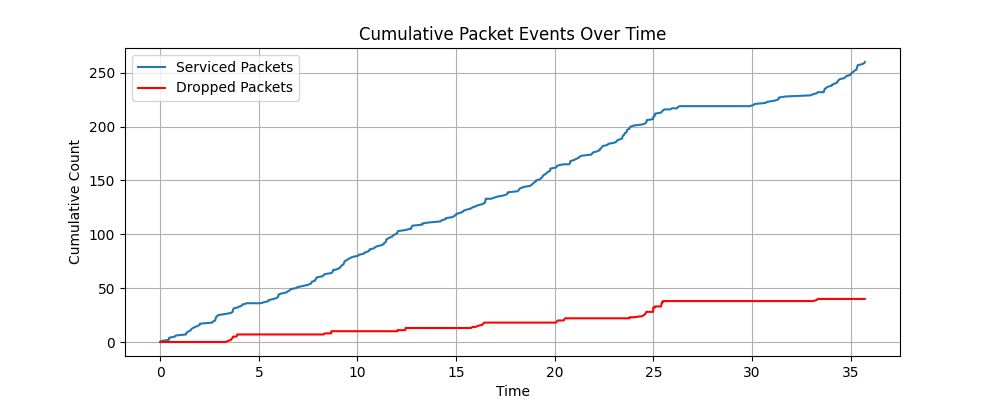 Cumulative Packet Events Over Time
Serviced Packets
Dropped Packets
Cumulative Count
250
200
150
100
50
0
0 5 10 15 20 25 30 35
Time